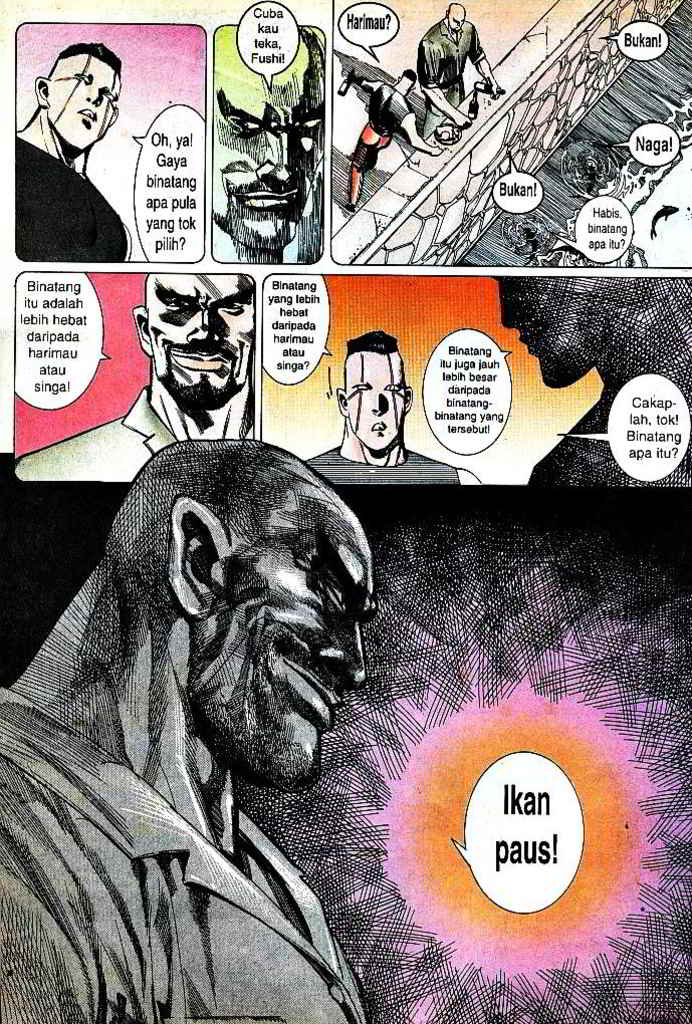 Oh, ya!
Gaya
binatang
apa pula
yang tok
pilih?
Cuba
kau
teka,
Fushi!
Harimau?
Bukan!
Naga!
Bukan!
Habis,
binatang
apa itu?
Binatang
itu adalah
lebih hebat
daripada
harimau
atau
singa!
Binatang
yang lebih
hebat
daripada
harimau
atau
singa?
Binatang
itu juga jauh
lebih besar
daripada
binatang-
binatang yang
tersebut!
Cakap-
lah, tok!
Binatang
apa itu?
Ikan
paus!